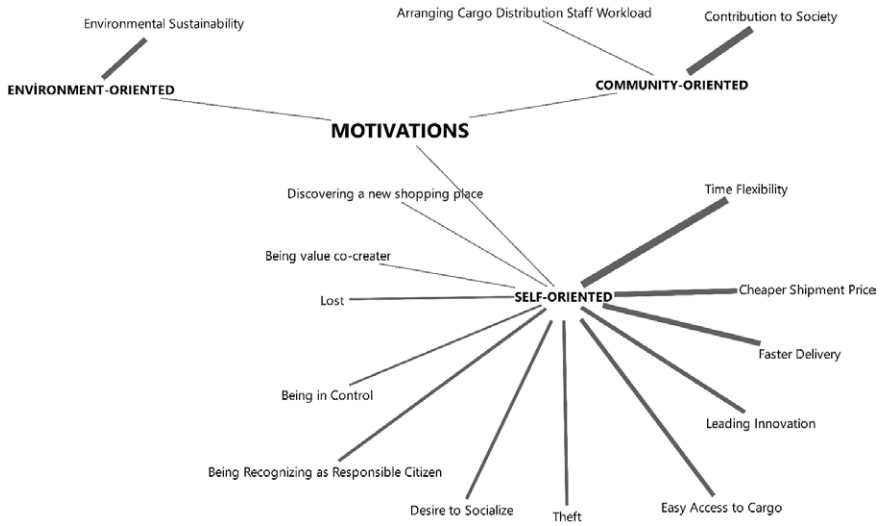 Arranging Cargo Distribution Staff Workload
Contribution to Society
Environmental Sustainability
ENVİRONMENT-ORIENTED
COMMUNITY-ORIENTED
MOTIVATIONS
Discovering a new shopping place
Time Flexibility
Being value co-creater
Lost
SELF-ORIENTED
Cheaper Shipment Price
Faster Delivery
Being in Control
Leading Innovation
Being Recognizing as Responsible Citizen
Desire to Socialize
Theft
Easy Access to Cargo